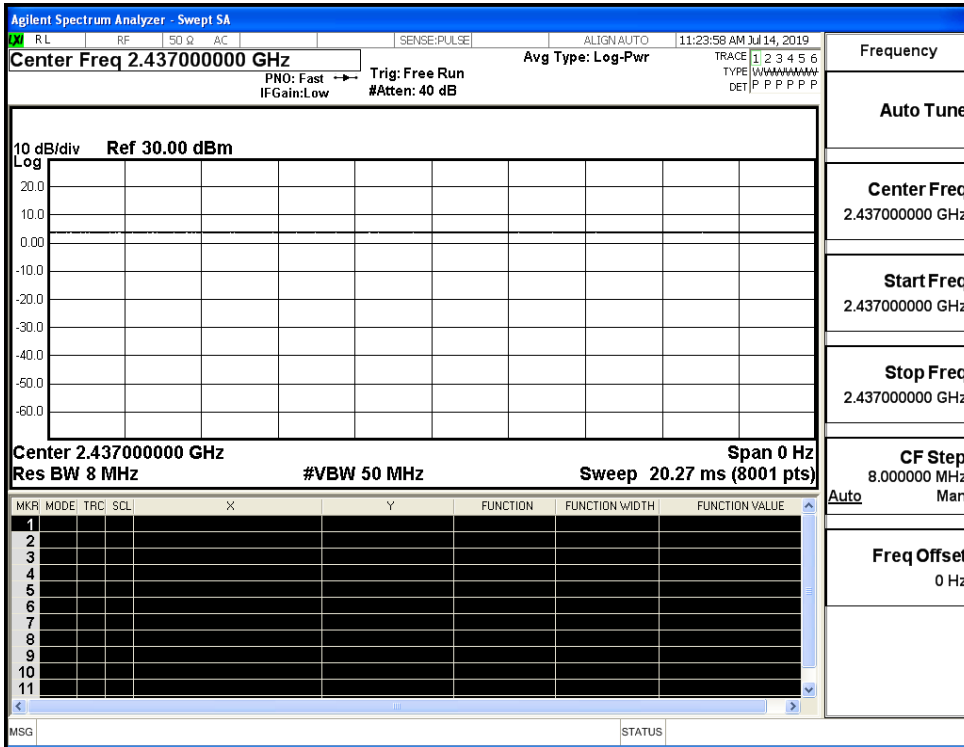 Agilent Spectrum Analyzer - Swept SA
LXI RL RF 50 Ω AC SENSE:PULSE ALIGN AUTO 11:23:58 AM Jul 14, 2019
Center Freq 2.437000000 GHz
PNO: Fast
IFGain:Low
Trig: Free Run
#Atten: 40 dB
Avg Type: Log-Pwr
TRACE 1 2 3 4 5 6
TYPE WWWWWW
DET P P P P P P
10 dB/div Ref 30.00 dBm
Log
20.0
10.0
0.00
-10.0
-20.0
-30.0
-40.0
-50.0
-60.0
Center 2.437000000 GHz Span 0 Hz
Res BW 8 MHz #VBW 50 MHz Sweep 20.27 ms (8001 pts)
MKR MODE TRC SCL X Y FUNCTION FUNCTION WIDTH FUNCTION VALUE
1
2
3
4
5
6
7
8
9
10
11
MSG STATUS
Frequency
Auto Tune
Center Freq
2.437000000 GHz
Start Freq
2.437000000 GHz
Stop Freq
2.437000000 GHz
CF Step
8.000000 MHz
Auto Man
Freq Offset
0 Hz